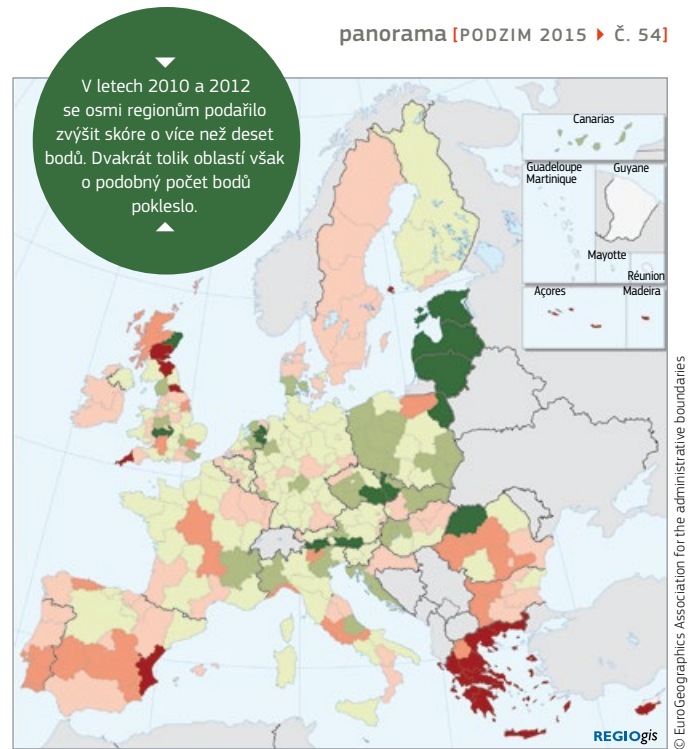 panorama [PODZIM 2015 ▸ Č. 54]
V letech 2010 a 2012
se osmi regionům podařilo
zvýšit skóre o více než deset
bodů. Dvakrát tolik oblastí však
o podobný počet bodů
pokleslo.
Canarias
Guadeloupe
Martinique
Guyane
Mayotte
Réunion
Açores
Madeira
REGIOgis
© EuroGeographics Association for the administrative boundaries